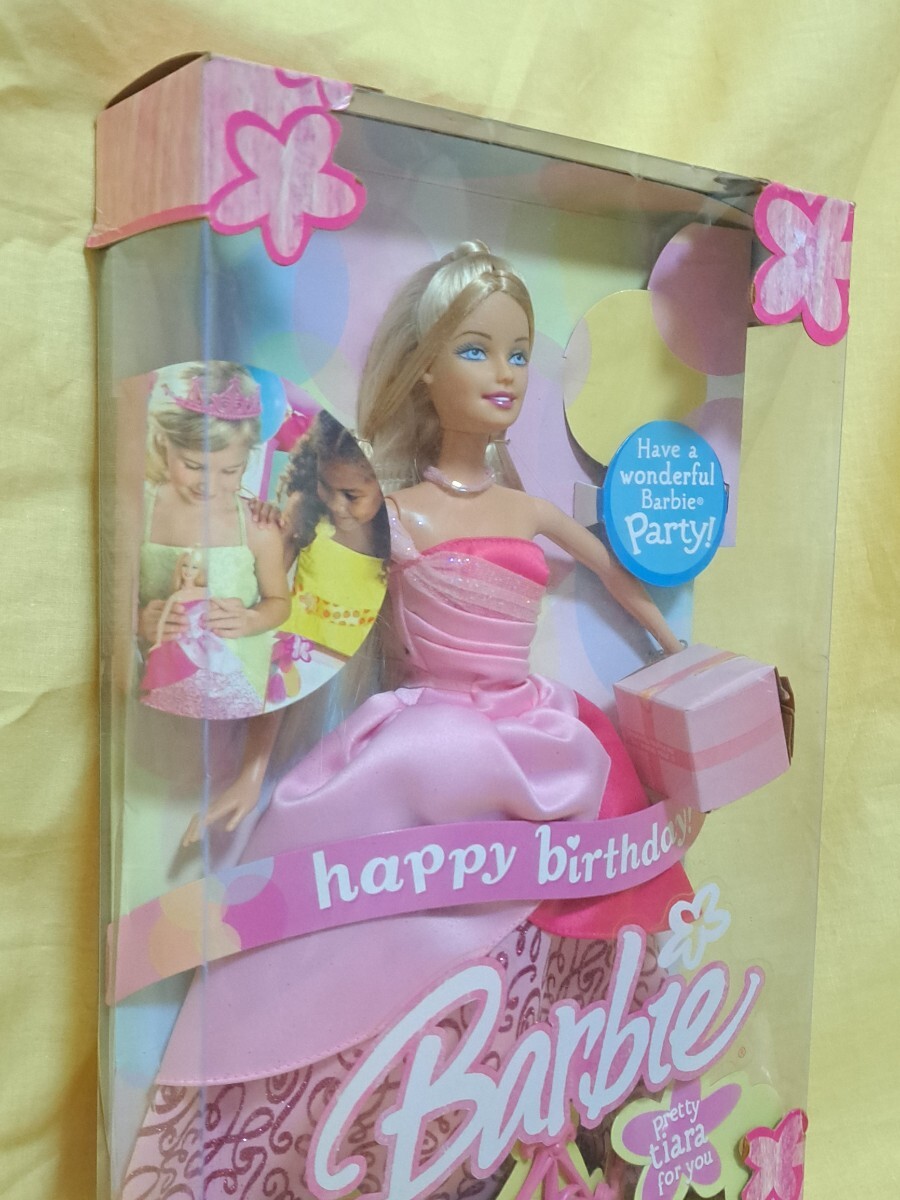 Have a
wonderful
Barbie®
Party!
happy birthday!
Barbie®
pretty
tiara
for you